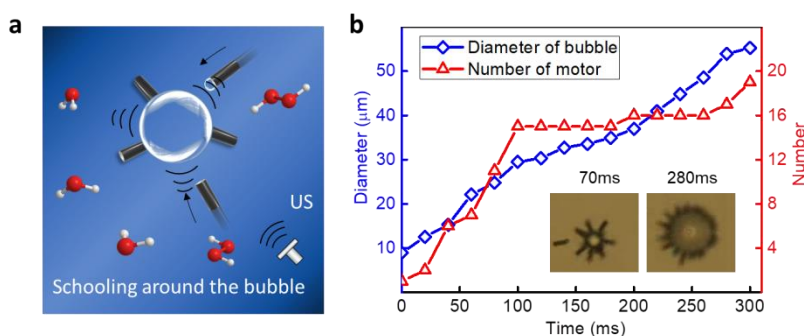 a
US
Schooling around the bubble
b
Diameter of bubble
Number of motor
Diameter (μm)
50
40
30
20
10
70ms
280ms
20
16
12
8
4
Number
0
50
100
150
200
250
300
Time (ms)